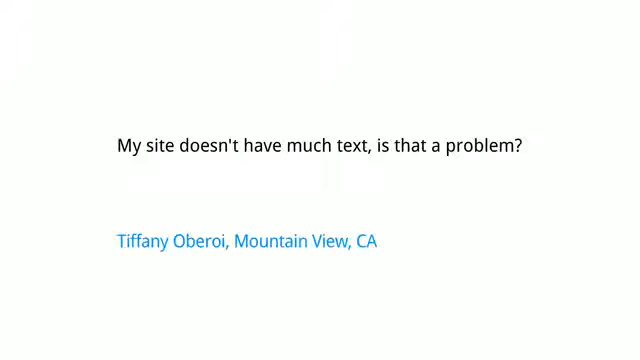 My site doesn't have much text, is that a problem?
Tiffany Oberoi, Mountain View, CA